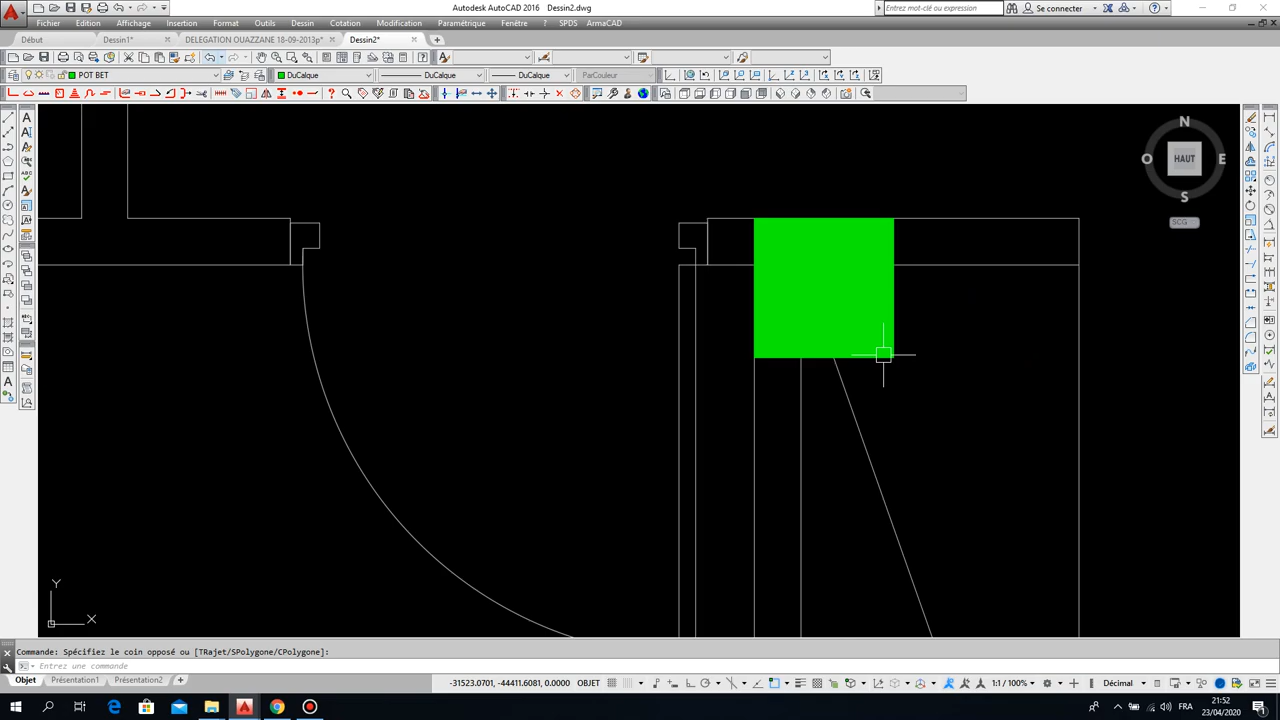 Autodesk AutoCAD 2016 Dessin2.dwg
Entrez mot-clé ou expression
Se connecter
Fichier Edition Affichage Insertion Format Outils Dessin Cotation Modification Paramétrique Fenêtre ? SPDS ArmaCAD
Début Dessin1* DELEGATION OUAZZANE 18-09-2013p* Dessin2*
POT BET DuCalque DuCalque DuCalque ParCouleur
N
O HAUT E
S
SCG
Y
X
Commande: Spécifiez le coin opposé ou [TRajet/SPolygone/CPolygone]:
Entrez une commande
Objet Présentation1 Présentation2 + -31523.0701, -44411.6081, 0.0000 OBJET 1:1 / 100% Décimal
FRA
21:52
23/04/2020